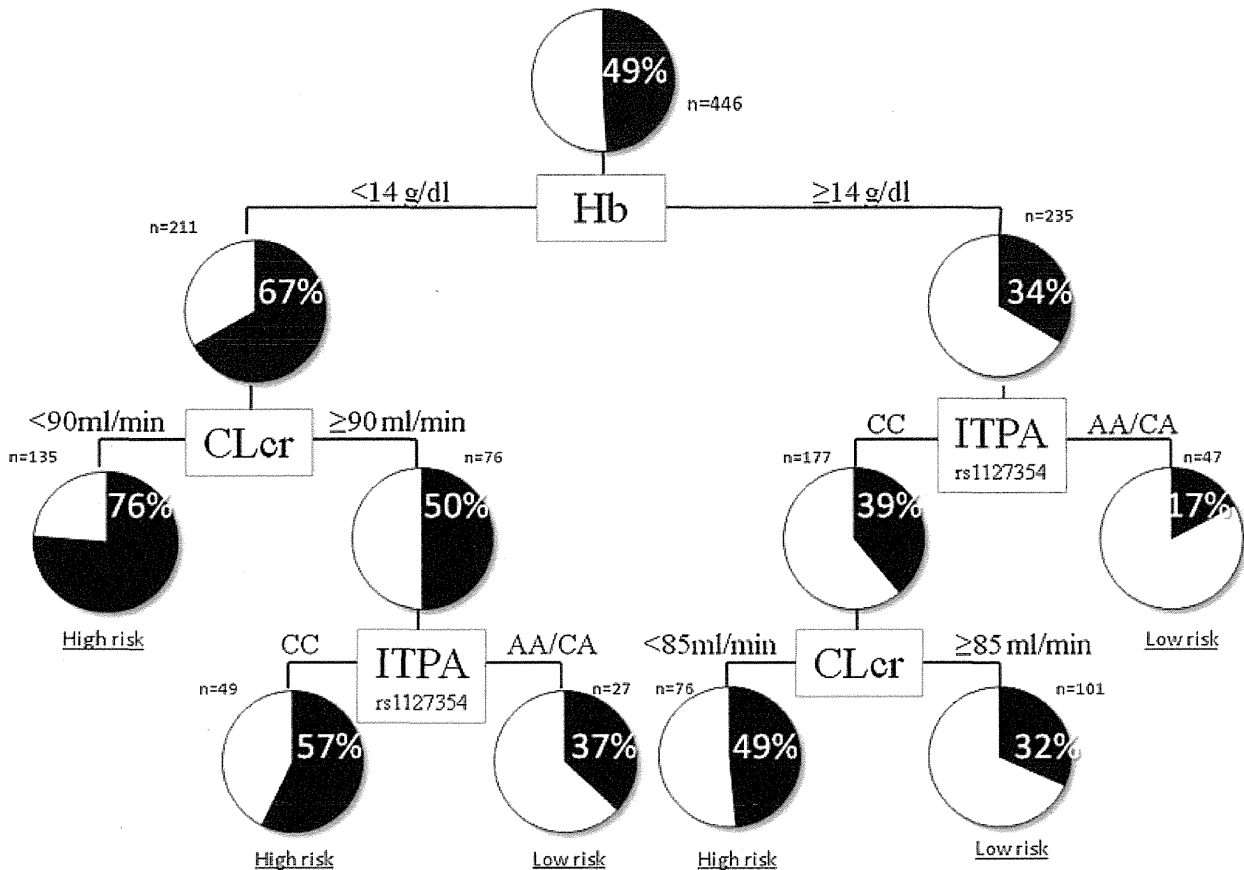 49%
n=446
<14 g/dl
Hb
≥14 g/dl
n=211
67%
n=235
34%
<90ml/min
CLcr
≥90 ml/min
n=135
76%
High risk
n=76
50%
CC
ITPA
rs1127354
AA/CA
n=177
39%
n=47
17%
Low risk
CC
ITPA
rs1127354
AA/CA
n=49
57%
High risk
n=27
37%
Low risk
<85ml/min
CLcr
≥85 ml/min
n=76
49%
High risk
n=101
32%
Low risk